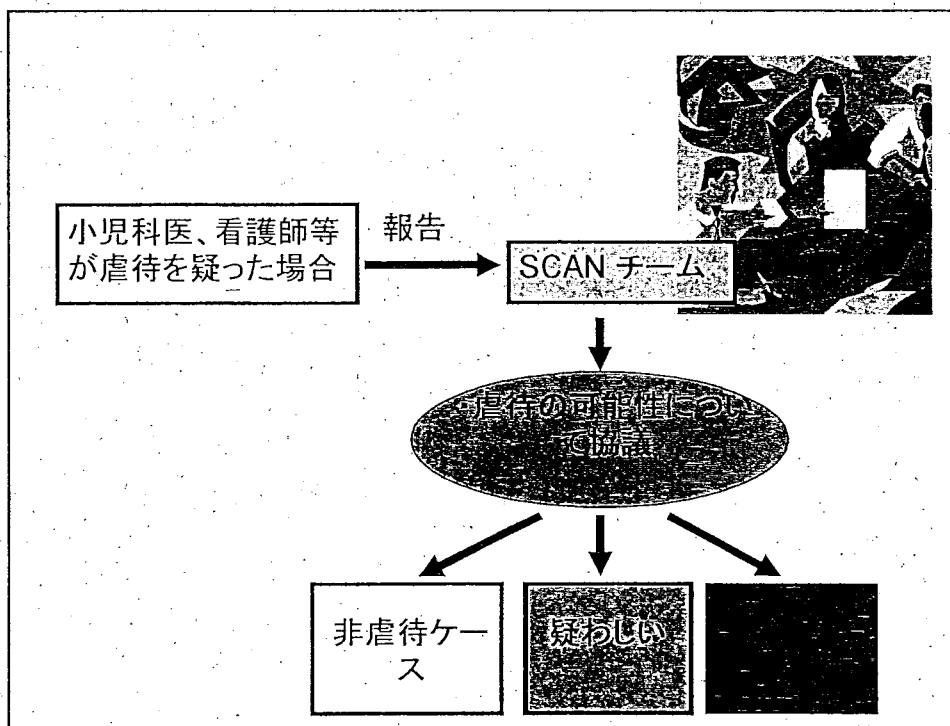 小児科医、看護師等
が虐待を疑った場合
報告
SCAN チーム
虐待の可能性につい
て協議
非虐待ケー
ス
疑わしい